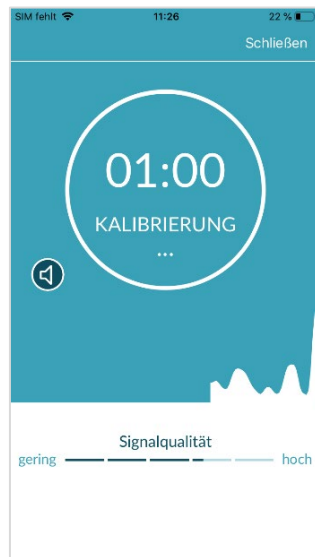 SIM fehlt 11:26 22 %
Schließen
01:00
KALIBRIERUNG
...
Signalqualität
gering hoch